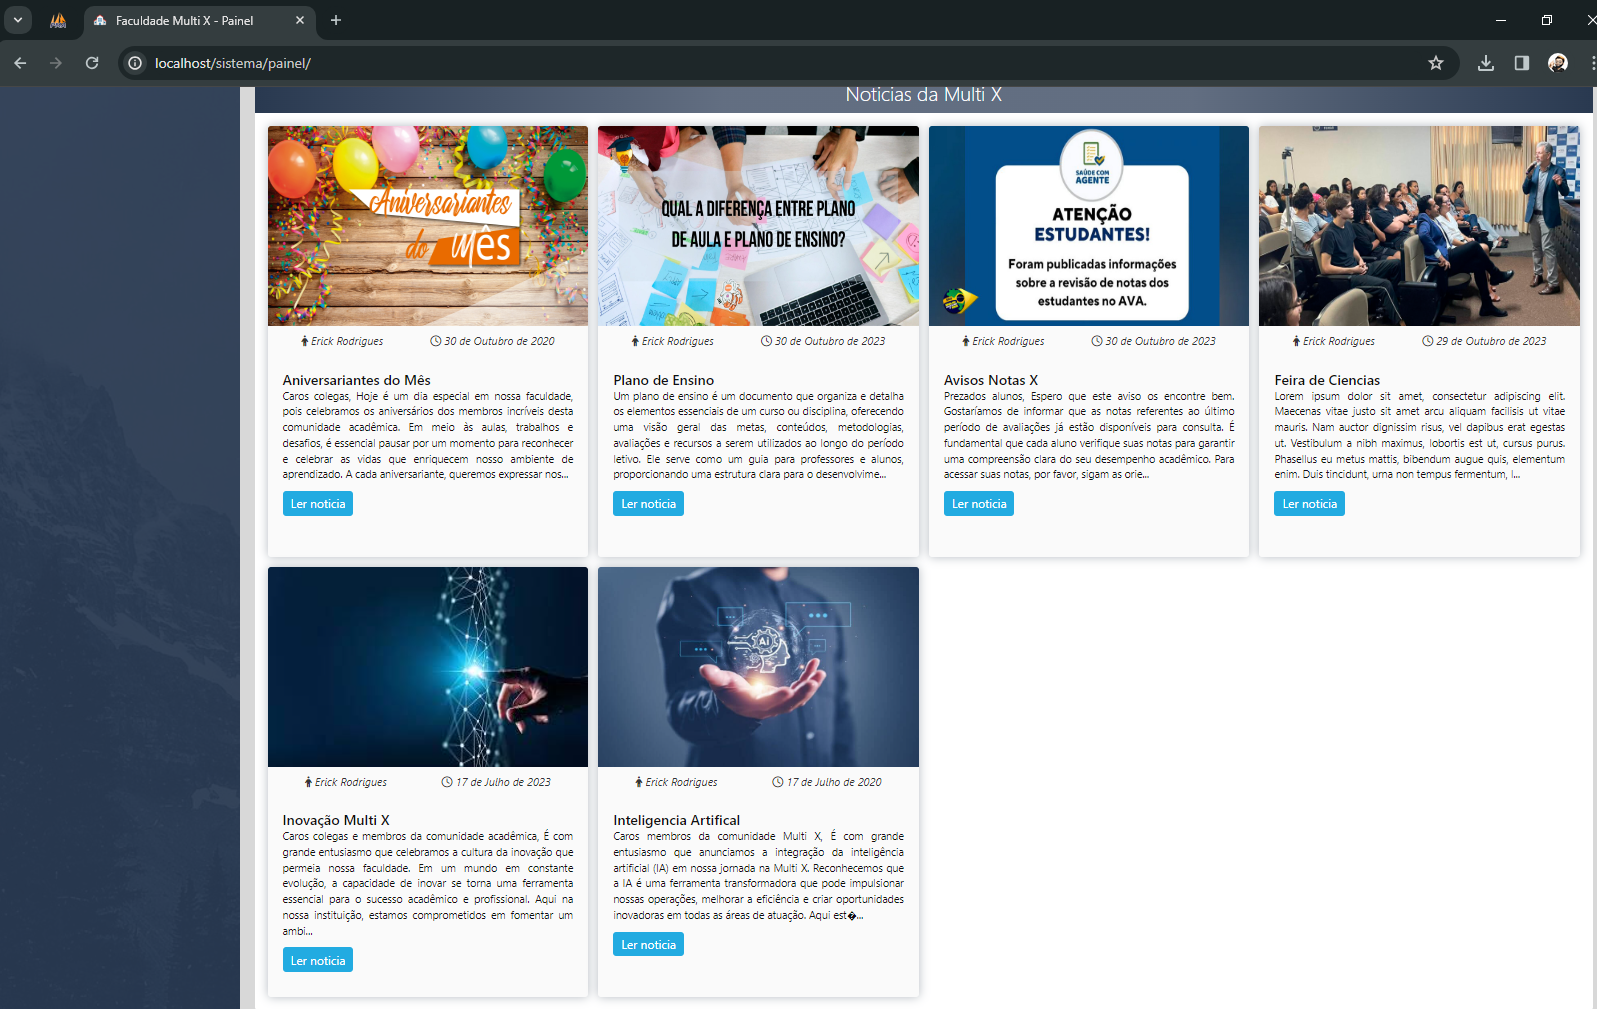 Faculdade Multi X - Painel
localhost/sistema/painel/
Noticias da Multi X
Aniversariantes
do Mês
Erick Rodrigues 30 de Outubro de 2020
Aniversariantes do Mês
Caros colegas, Hoje é um dia especial em nossa faculdade,
pois celebramos os aniversários dos membros incríveis desta
comunidade acadêmica. Em meio às aulas, trabalhos e
desafios, é essencial pausar por um momento para reconhecer
e celebrar as vidas que enriquecem nosso ambiente de
aprendizado. A cada aniversariante, queremos expressar nos...
Ler noticia
QUAL A DIFERENÇA ENTRE PLANO
DE AULA E PLANO DE ENSINO?
Erick Rodrigues 30 de Outubro de 2023
Plano de Ensino
Um plano de ensino é um documento que organiza e detalha
os elementos essenciais de um curso ou disciplina, oferecendo
uma visão geral das metas, conteúdos, metodologias,
avaliações e recursos a serem utilizados ao longo do período
letivo. Ele serve como um guia para professores e alunos,
proporcionando uma estrutura clara para o desenvolvime...
Ler noticia
SAÚDE COM
AGENTE
ATENÇÃO
ESTUDANTES!
Foram publicadas informações
sobre a revisão de notas dos
estudantes no AVA.
Erick Rodrigues 30 de Outubro de 2023
Avisos Notas X
Prezados alunos, Espero que este aviso os encontre bem.
Gostaríamos de informar que as notas referentes ao último
período de avaliações já estão disponíveis para consulta. É
fundamental que cada aluno verifique suas notas para garantir
uma compreensão clara do seu desempenho acadêmico. Para
acessar suas notas, por favor, sigam as orie...
Ler noticia
Erick Rodrigues 29 de Outubro de 2023
Feira de Ciencias
Lorem ipsum dolor sit amet, consectetur adipiscing elit.
Maecenas vitae justo sit amet arcu aliquam facilisis ut vitae
mauris. Nam auctor dignissim risus, vel dapibus erat egestas
ut. Vestibulum a nibh maximus, lobortis est ut, cursus purus.
Phasellus eu metus mattis, bibendum augue quis, elementum
enim. Duis tincidunt, urna non tempus fermentum, l...
Ler noticia
Erick Rodrigues 17 de Julho de 2023
Inovação Multi X
Caros colegas e membros da comunidade acadêmica, É com
grande entusiasmo que celebramos a cultura da inovação que
permeia nossa faculdade. Em um mundo em constante
evolução, a capacidade de inovar se torna uma ferramenta
essencial para o sucesso acadêmico e profissional. Aqui na
nossa instituição, estamos comprometidos em fomentar um
ambi...
Ler noticia
Ai
Erick Rodrigues 17 de Julho de 2020
Inteligencia Artifical
Caros membros da comunidade Multi X, É com grande
entusiasmo que anunciamos a integração da inteligência
artificial (IA) em nossa jornada na Multi X. Reconhecemos que
a IA é uma ferramenta transformadora que pode impulsionar
nossas operações, melhorar a eficiência e criar oportunidades
inovadoras em todas as áreas de atuação. Aqui est�...
Ler noticia